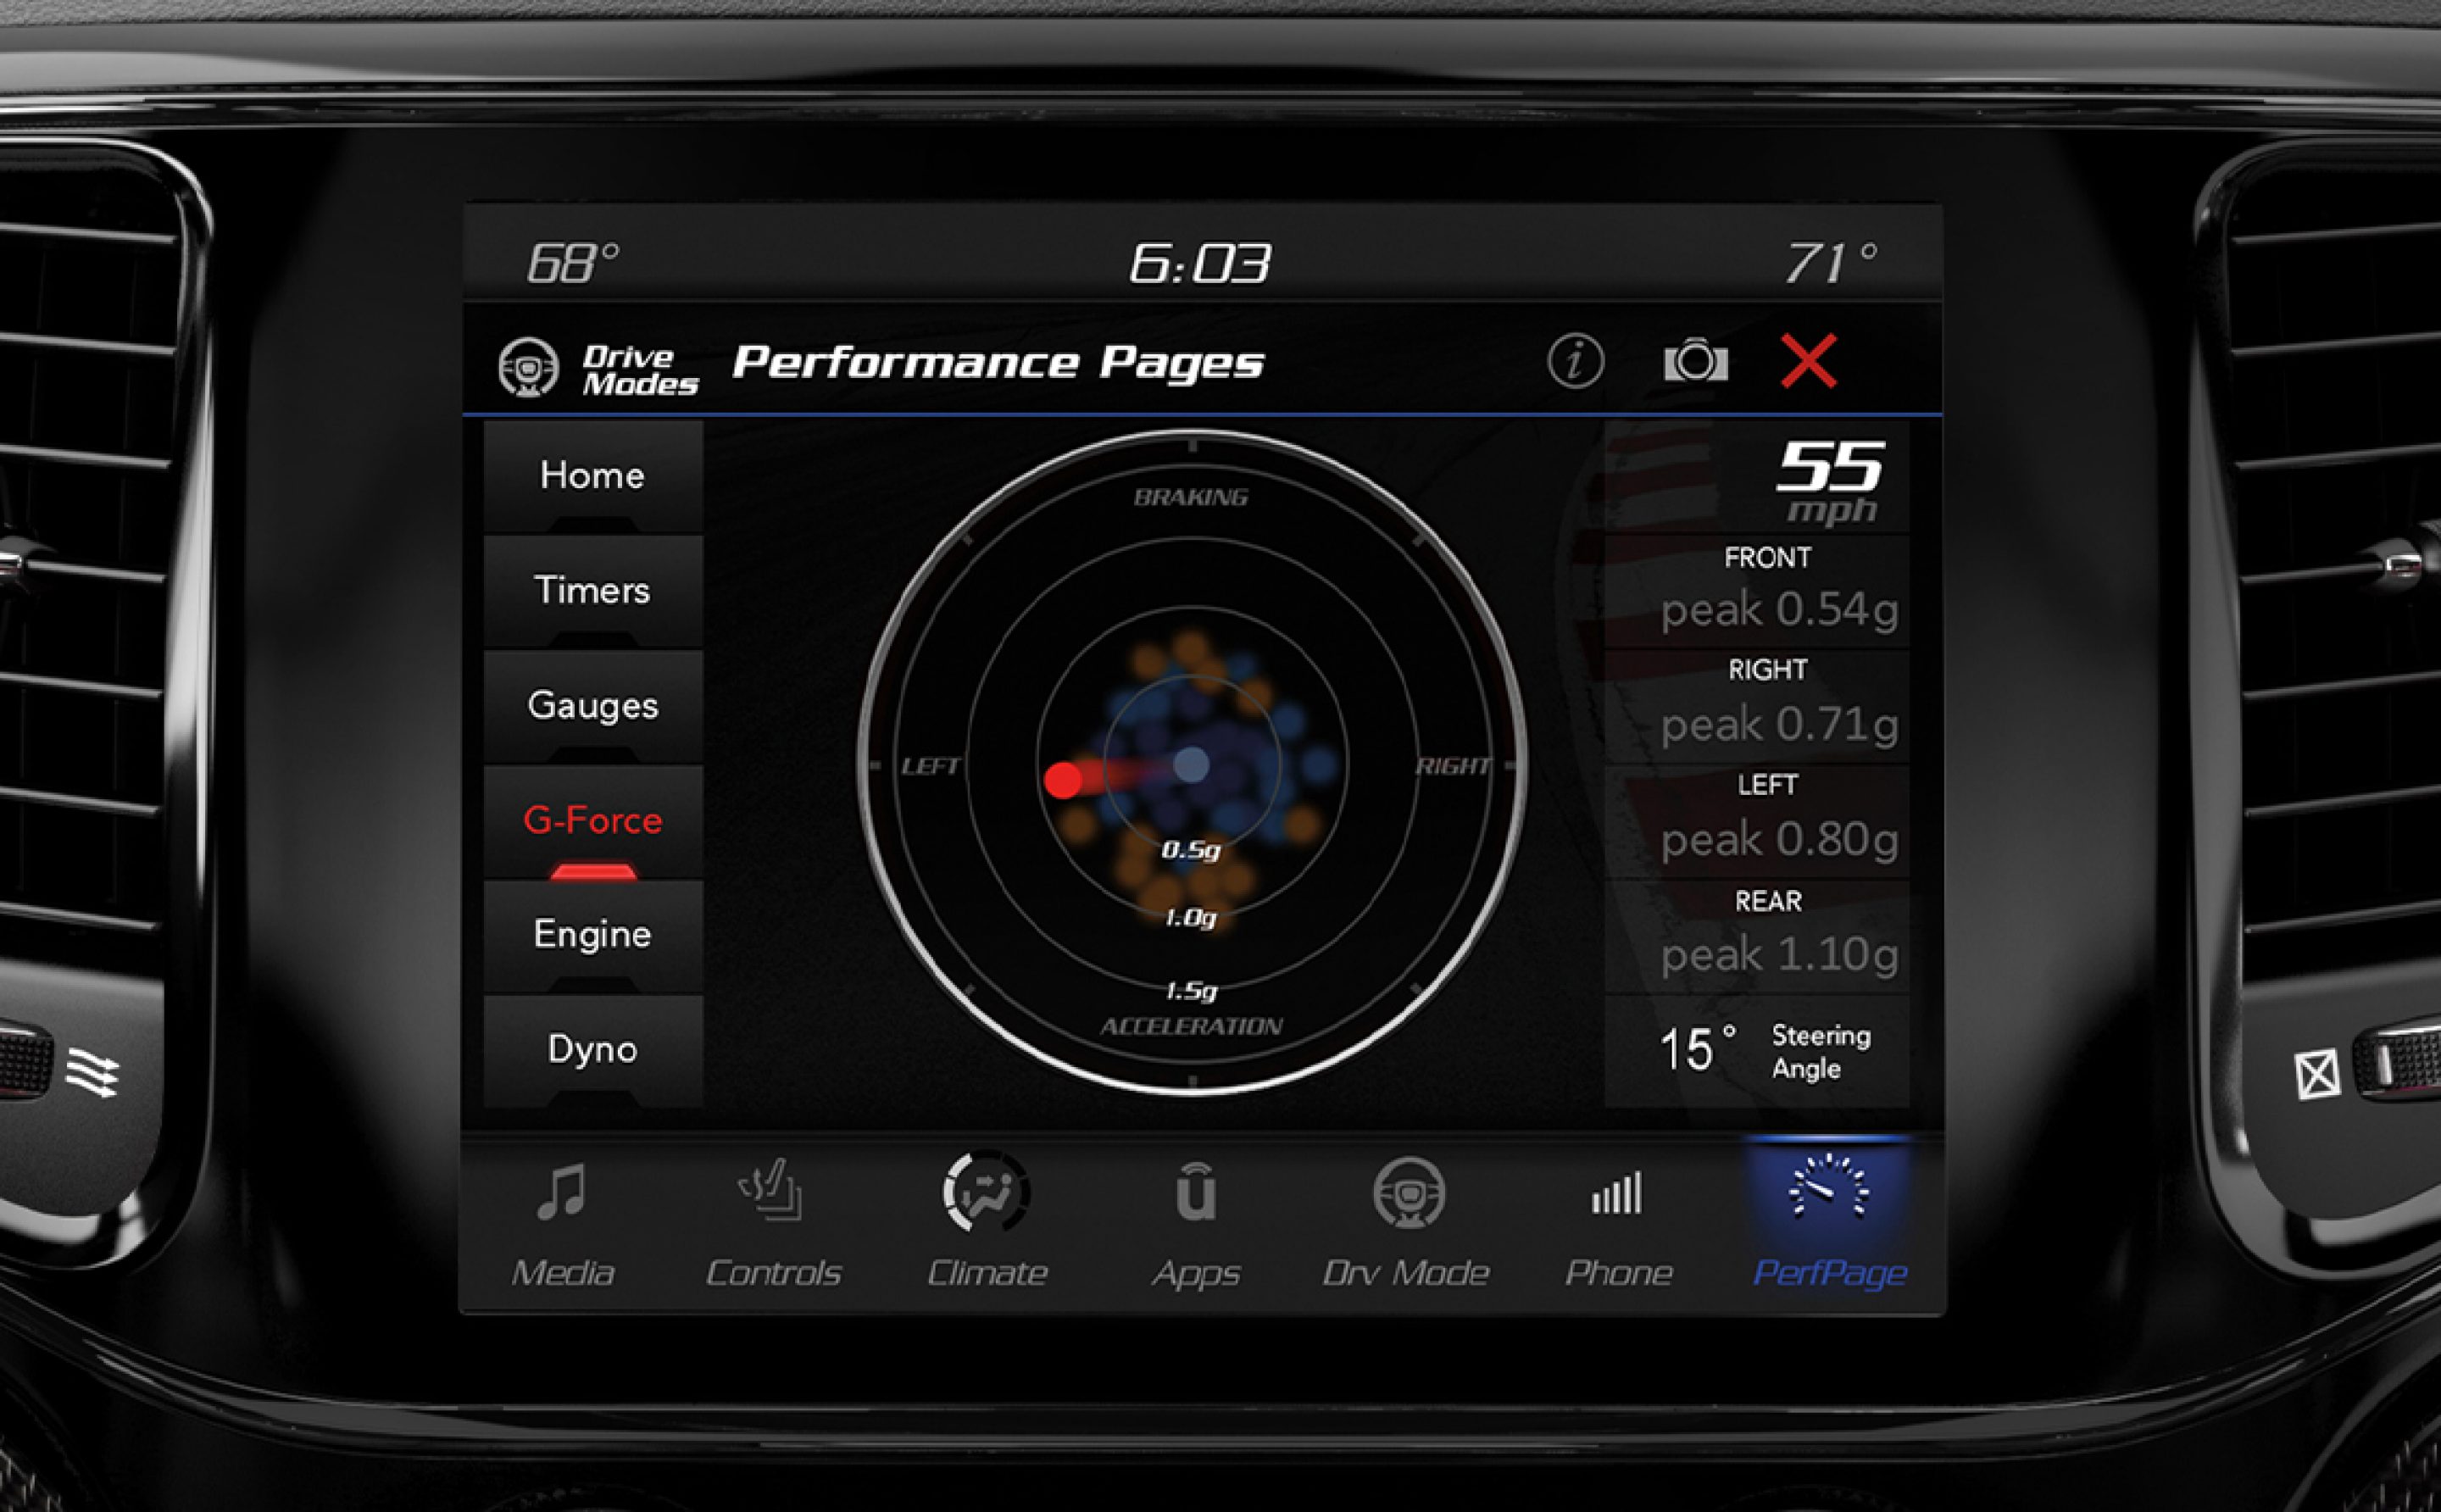 68° 6:03 71°
Drive
Modes
Performance Pages
i
Home
Timers
Gauges
G-Force
Engine
Dyno
BRAKING
LEFT
RIGHT
0.5g
1.0g
1.5g
ACCELERATION
55
mph
FRONT
peak 0.54g
RIGHT
peak 0.71g
LEFT
peak 0.80g
REAR
peak 1.10g
15° Steering
Angle
ū
Media Controls Climate Apps Drv Mode Phone PerfPage